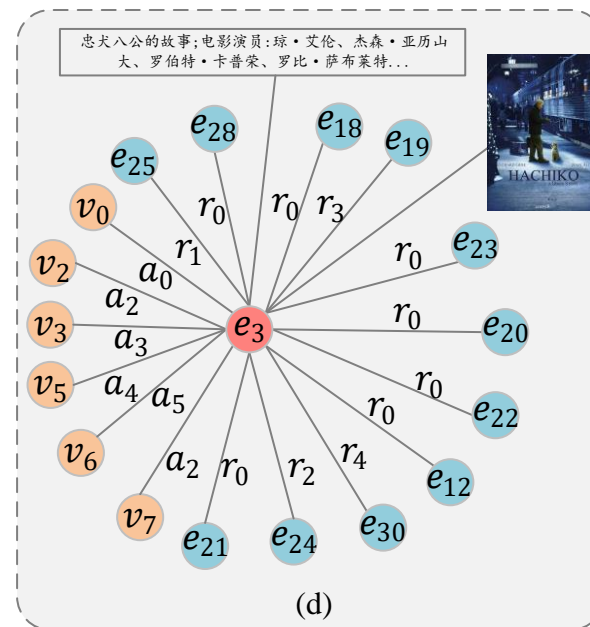 忠犬八公的故事;电影演员:琼·艾伦、杰森·亚历山
大、罗伯特·卡普荣、罗比·萨布莱特...
e28
e18
e19
e25
v0
r0
r0
r3
HACHIKO
r1
a0
v2
e23
r0
a2
v3
e3
r0
e20
a3
v5
a4
a5
r0
r0
e22
v6
a2
r0
r2
r4
e12
v7
e21
e24
e30
(d)